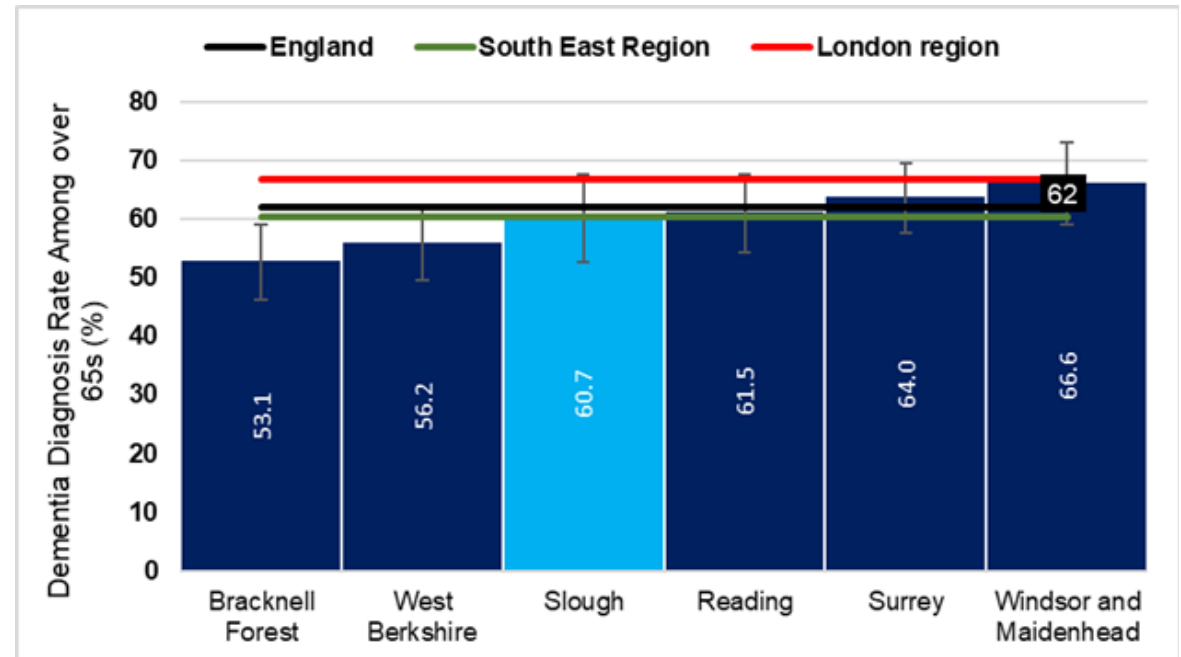 England South East Region London region
Dementia Diagnosis Rate Among over
65s (%)
80
70
60
50
40
30
20
10
0
53.1
56.2
60.7
61.5
64.0
66.6
62
Bracknell
Forest
West
Berkshire
Slough
Reading
Surrey
Windsor and
Maidenhead